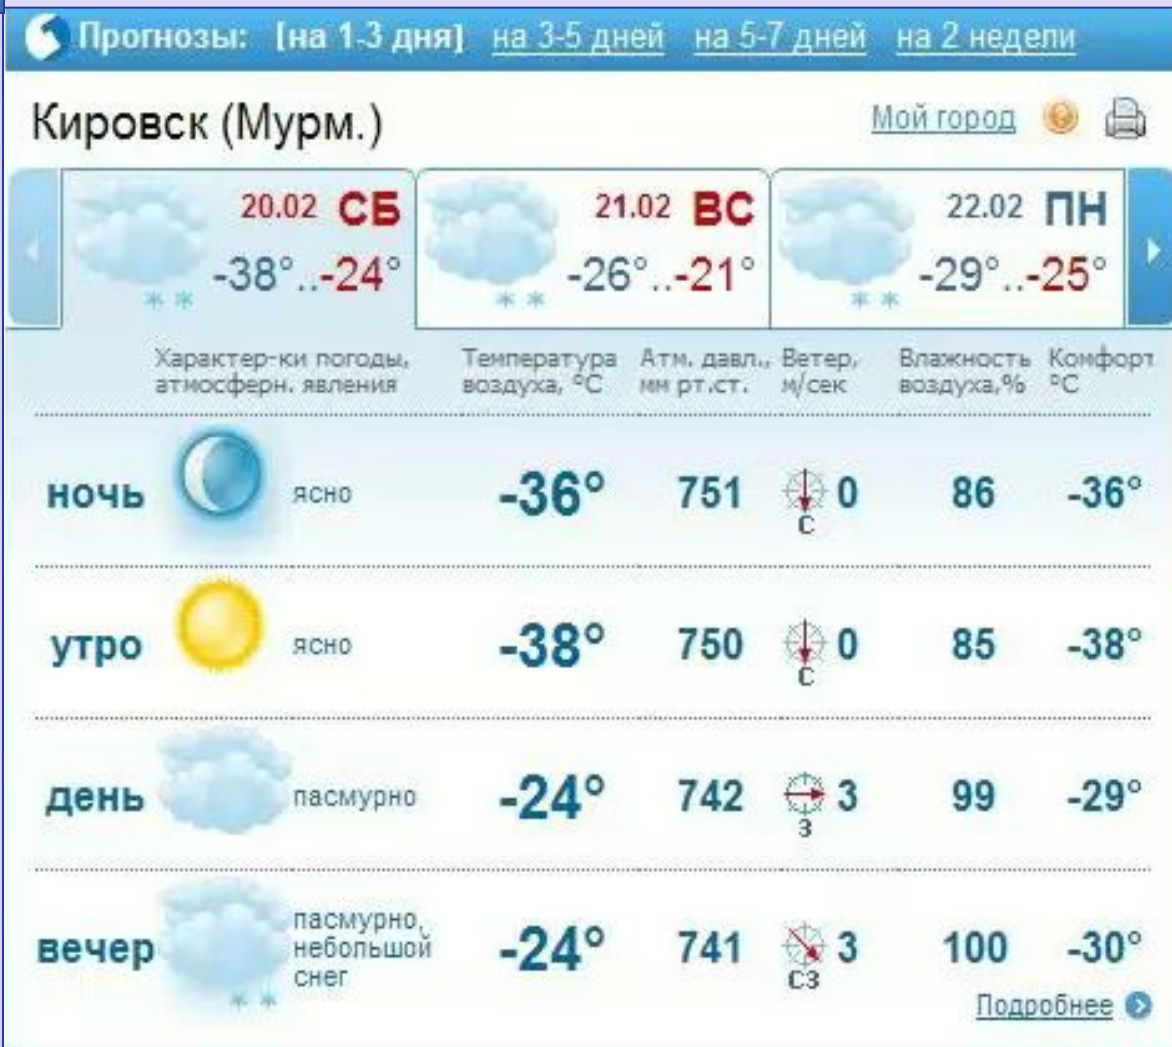 Прогнозы: [на 1-3 дня] на 3-5 дней на 5-7 дней на 2 недели
Кировск (Мурм.) Мой город
20.02 СБ 21.02 ВС 22.02 ПН
-38°..-24° -26°..-21° -29°..-25°
Характер-ки погоды, Температура Атм. давл., Ветер, Влажность Комфорт
атмосферн. явления воздуха, °C мм рт.ст. м/сек воздуха,% °C
ночь ясно -36° 751 0 86 -36°
С
утро ясно -38° 750 0 85 -38°
С
день пасмурно -24° 742 3 99 -29°
З
пасмурно,
вечер небольшой -24° 741 3 100 -30°
снег СЗ
Подробнее